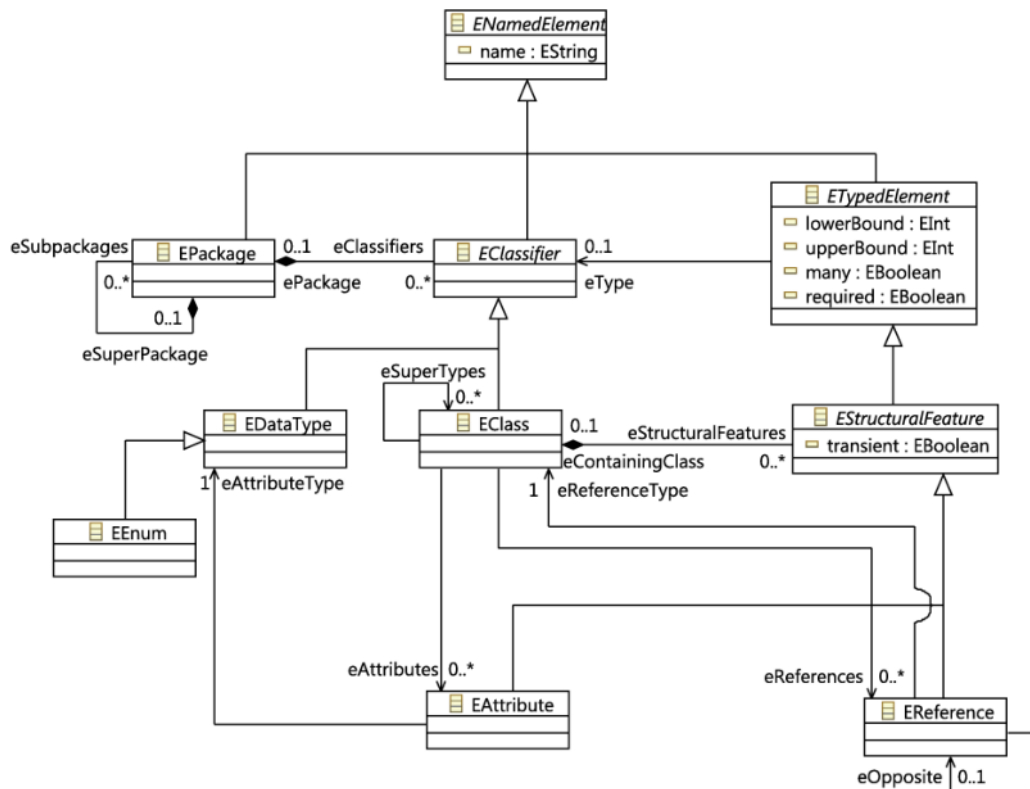 ENamedElement
name : EString
ETypedElement
lowerBound : EInt
upperBound : EInt
many : EBoolean
required : EBoolean
eSubpackages
EPackage
0..1
eClassifiers
EClassifier
0..1
0..*
ePackage
0..*
eType
0..1
eSuperPackage
eSuperTypes
0..*
EDataType
EClass
0..1
eStructuralFeatures
EStructuralFeature
transient : EBoolean
eContainingClass
0..*
1
eAttributeType
1
eReferenceType
EEnum
eAttributes
0..*
eReferences
0..*
EAttribute
EReference
eOpposite
0..1